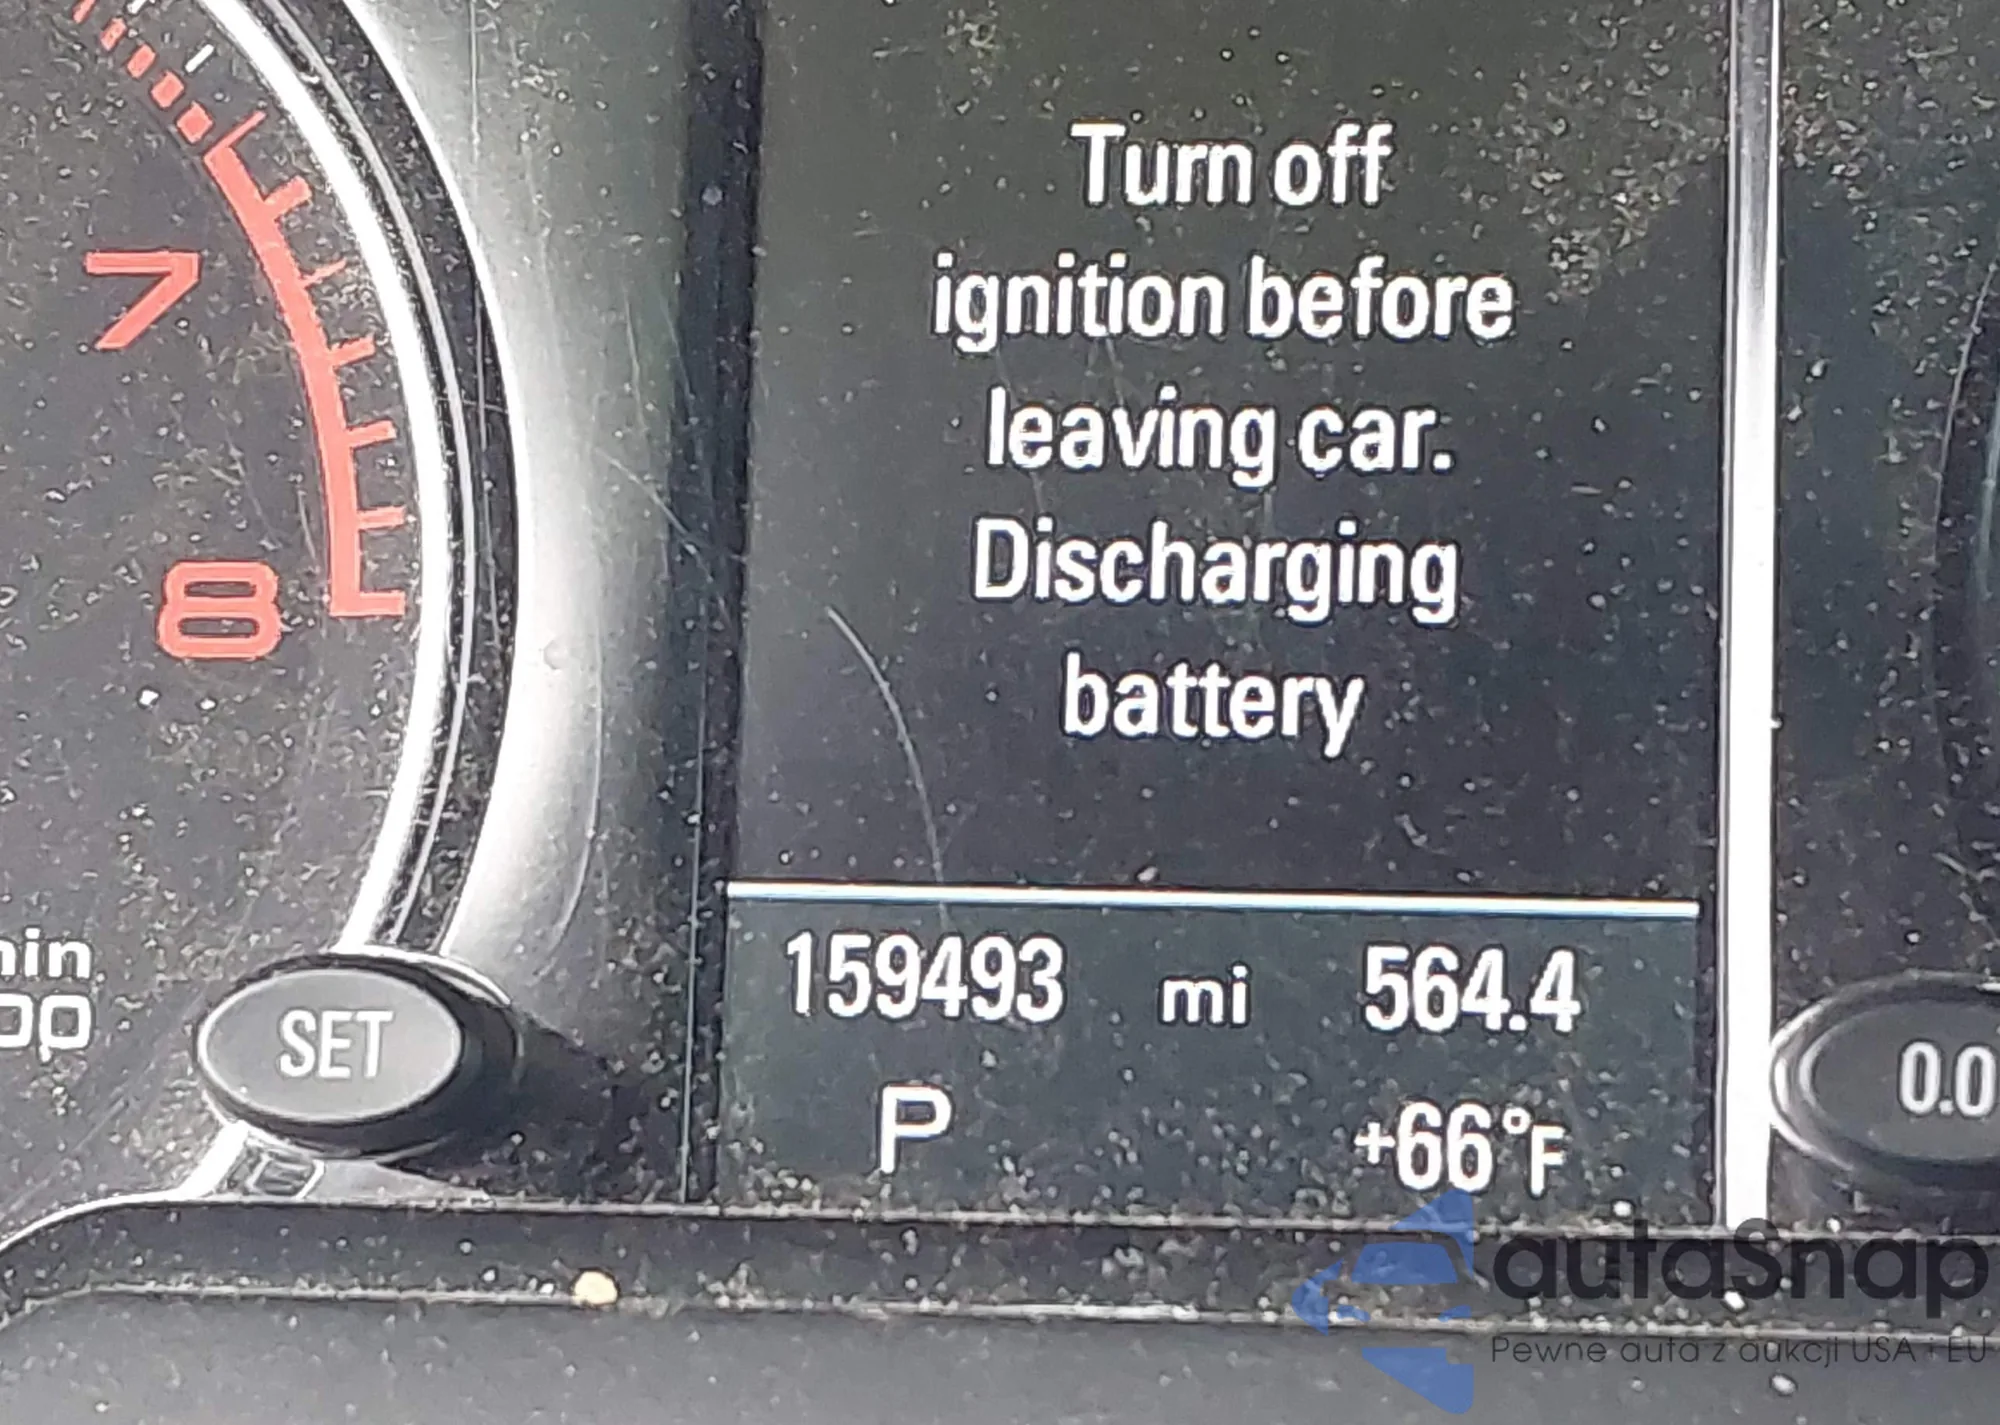 Turn off
ignition before
leaving car.
Discharging
battery
7
8
SET
159493 mi 564.4
P +66°F
0.0
autaSnap
Pewne auta z aukcji USA i EU